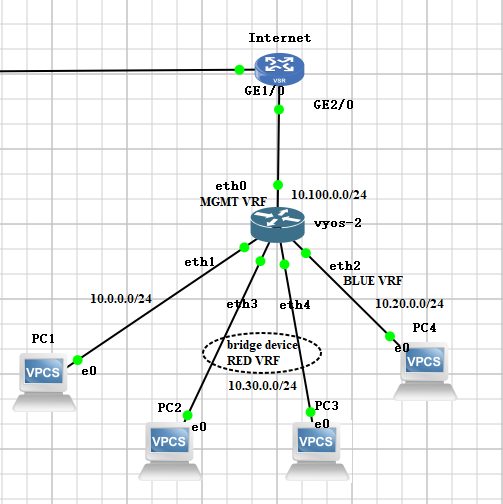 Internet
VSR
GE1/0
GE2/0
eth0
MGMT VRF
10.100.0.0/24
vyos-2
eth1
eth2
BLUE VRF
10.0.0.0/24
eth3
eth4
10.20.0.0/24
PC1
PC4
bridge device
RED VRF
e0
e0
VPCS
VPCS
10.30.0.0/24
PC2
PC3
e0
e0
VPCS
VPCS